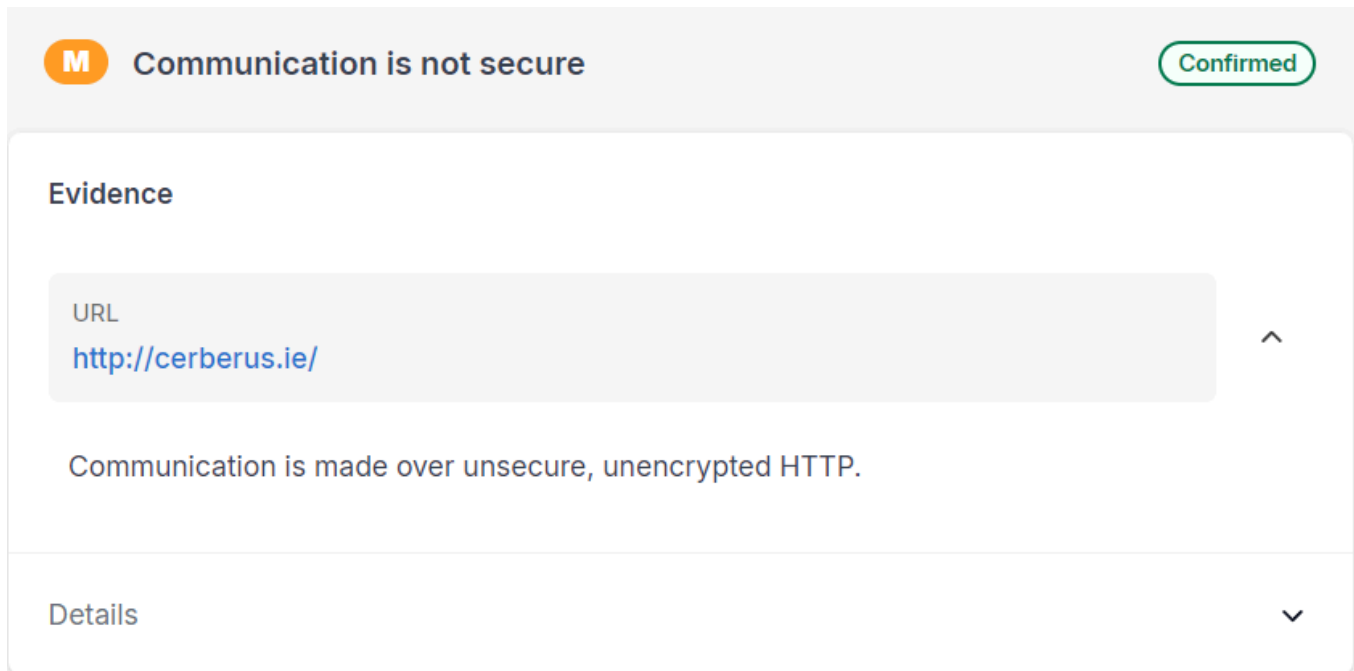 M Communication is not secure Confirmed
Evidence
URL
http://cerberus.ie/
Communication is made over unsecure, unencrypted HTTP.
Details